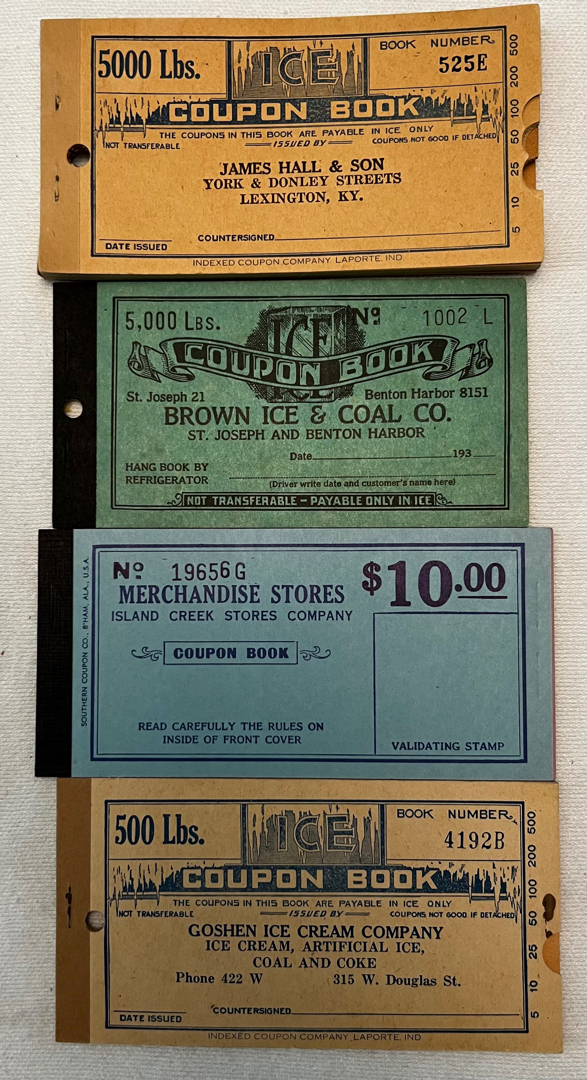 5000 Lbs.
ICE
BOOK NUMBER
525E
COUPON BOOK
THE COUPONS IN THIS BOOK ARE PAYABLE IN ICE ONLY
NOT TRANSFERABLE
ISSUED BY
COUPONS NOT GOOD IF DETACHED
JAMES HALL & SON
YORK & DONLEY STREETS
LEXINGTON, KY.
DATE ISSUED
COUNTERSIGNED
INDEXED COUPON COMPANY, LAPORTE, IND.
5 10 25 50 100 200 500
5,000 LBS.
ICE
Nº 1002 L
COUPON BOOK
St. Joseph 21
Benton Harbor 8151
BROWN ICE & COAL CO.
ST. JOSEPH AND BENTON HARBOR
Date 193
HANG BOOK BY
REFRIGERATOR
(Driver write date and customer's name here)
NOT TRANSFERABLE - PAYABLE ONLY IN ICE
SOUTHERN COUPON CO., B'HAM, ALA., U.S.A.
Nº 19656 G
$10.00
MERCHANDISE STORES
ISLAND CREEK STORES COMPANY
COUPON BOOK
READ CAREFULLY THE RULES ON
INSIDE OF FRONT COVER
VALIDATING STAMP
500 Lbs.
ICE
BOOK NUMBER
4192B
COUPON BOOK
THE COUPONS IN THIS BOOK ARE PAYABLE IN ICE ONLY
NOT TRANSFERABLE
ISSUED BY
COUPONS NOT GOOD IF DETACHED
GOSHEN ICE CREAM COMPANY
ICE CREAM, ARTIFICIAL ICE,
COAL AND COKE
Phone 422 W 315 W. Douglas St.
DATE ISSUED
COUNTERSIGNED
INDEXED COUPON COMPANY, LAPORTE, IND
5 10 25 50 100 200 500